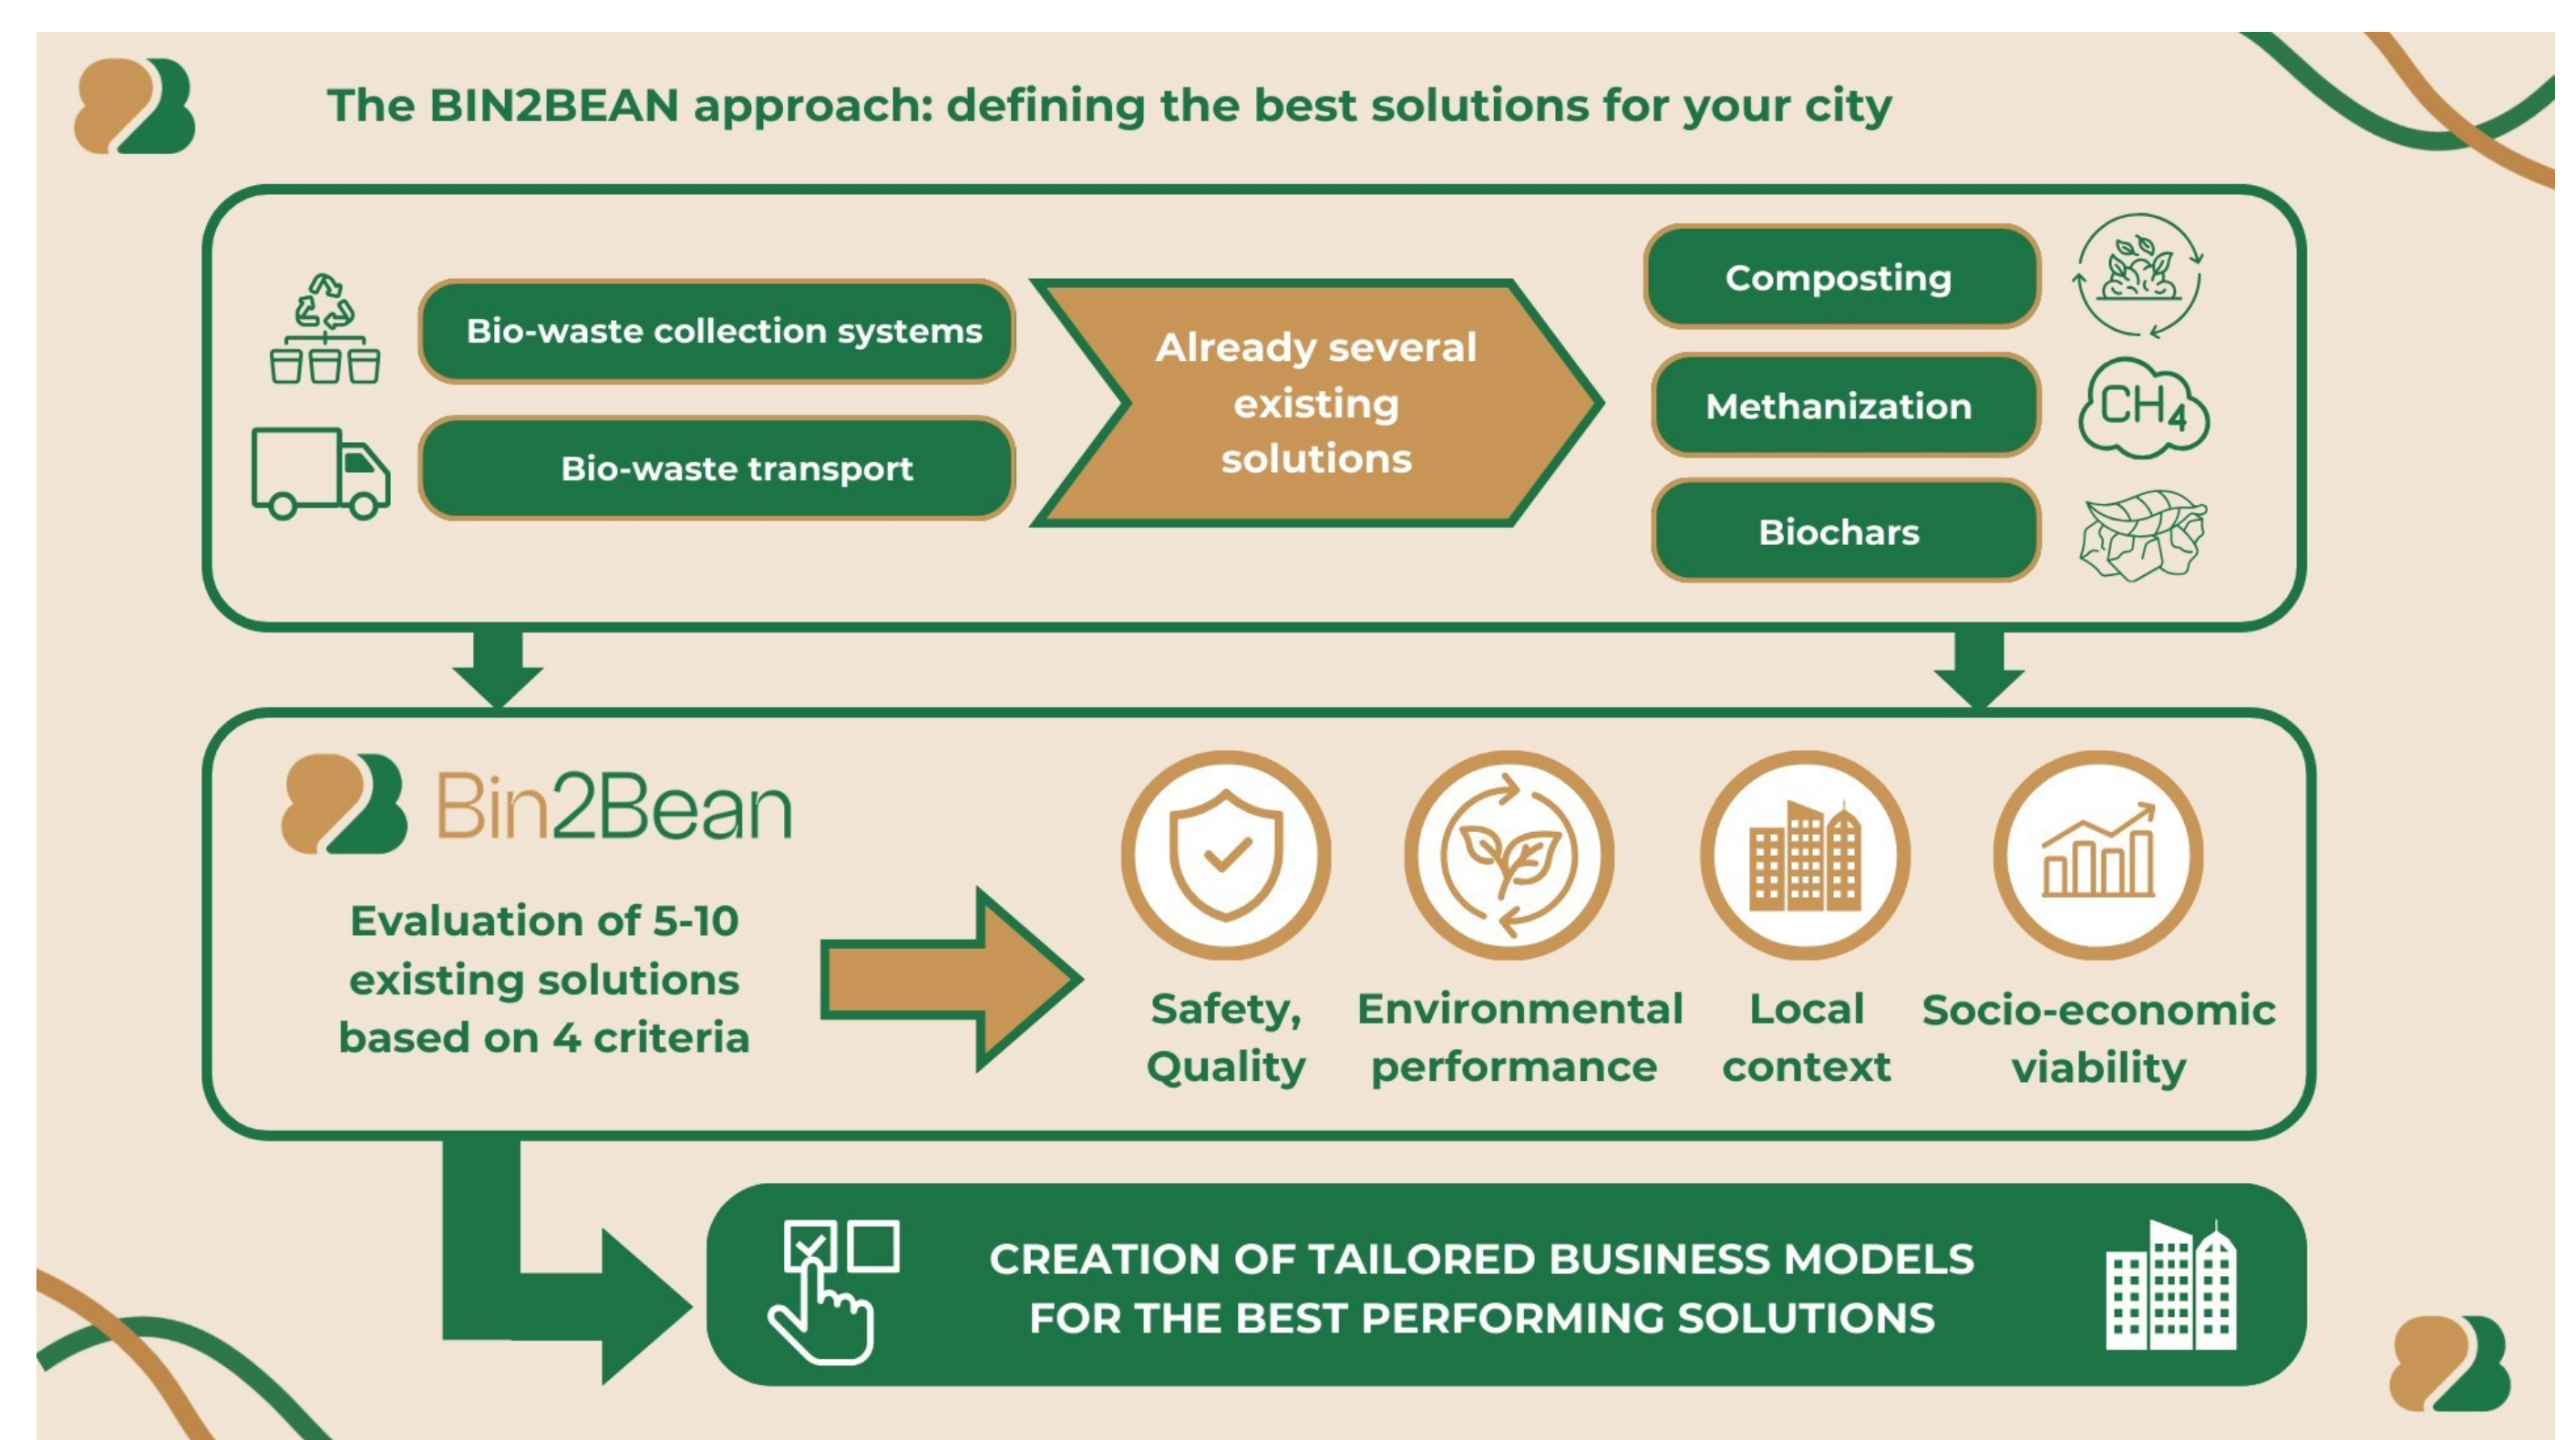 The BIN2BEAN approach: defining the best solutions for your city
Bio-waste collection systems
Bio-waste transport
Already several
existing
solutions
Composting
Methanization
CH4
Biochars
Bin2Bean
Evaluation of 5-10
existing solutions
based on 4 criteria
Safety,
Quality
Environmental
performance
Local
context
Socio-economic
viability
CREATION OF TAILORED BUSINESS MODELS
FOR THE BEST PERFORMING SOLUTIONS